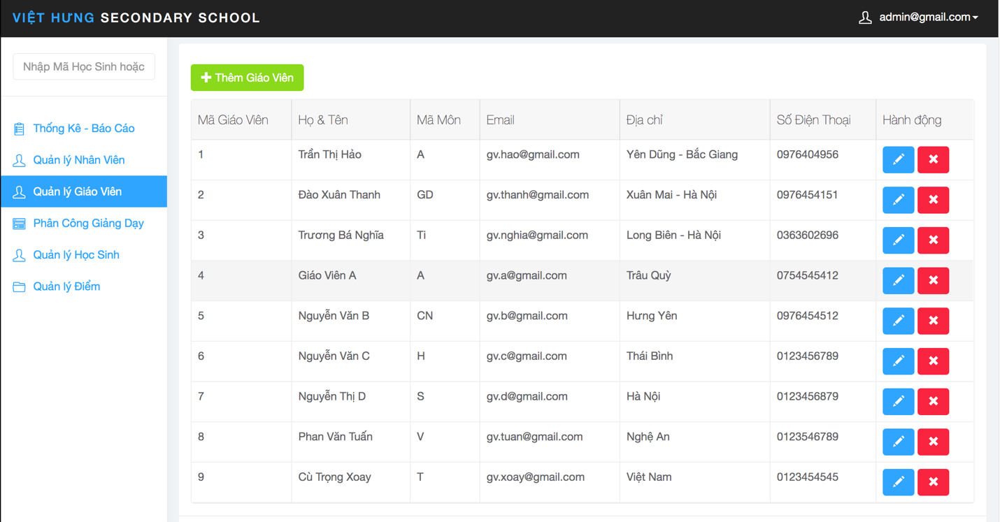 VIỆT HƯNG SECONDARY SCHOOL
admin@gmail.com
Nhập Mã Học Sinh hoặc
Thống Kê - Báo Cáo
Quản lý Nhân Viên
Quản lý Giáo Viên
Phân Công Giảng Dạy
Quản lý Học Sinh
Quản lý Điểm
Thêm Giáo Viên
Mã Giáo Viên Họ & Tên Mã Môn Email Địa chỉ Số Điện Thoại Hành động
1 Trần Thị Hảo A gv.hao@gmail.com Yên Dũng - Bắc Giang 0976404956
2 Đào Xuân Thanh GD gv.thanh@gmail.com Xuân Mai - Hà Nội 0976454151
3 Trương Bá Nghĩa Ti gv.nghia@gmail.com Long Biên - Hà Nội 0363602696
4 Giáo Viên A A gv.a@gmail.com Trâu Quỳ 0754545412
5 Nguyễn Văn B CN gv.b@gmail.com Hưng Yên 0976454512
6 Nguyễn Văn C H gv.c@gmail.com Thái Bình 0123456789
7 Nguyễn Thị D S gv.d@gmail.com Hà Nội 0123456879
8 Phan Văn Tuấn V gv.tuan@gmail.com Nghệ An 0123546789
9 Cù Trọng Xoay T gv.xoay@gmail.com Việt Nam 0123454545